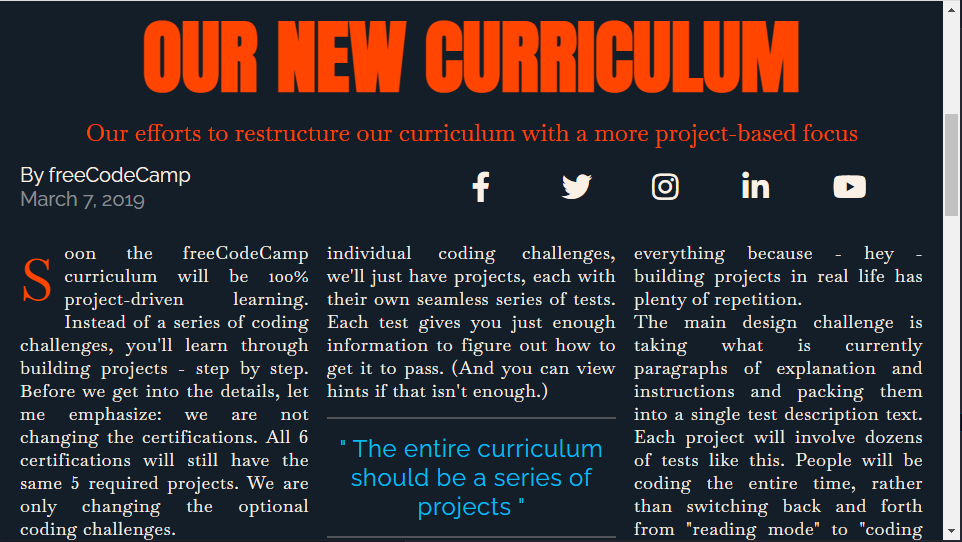 OUR NEW CURRICULUM
Our efforts to restructure our curriculum with a more project-based focus
By freeCodeCamp
March 7, 2019
Soon the freeCodeCamp
curriculum will be 100%
project-driven learning.
Instead of a series of coding
challenges, you'll learn through
building projects - step by step.
Before we get into the details, let
me emphasize: we are not
changing the certifications. All 6
certifications will still have the
same 5 required projects. We are
only changing the optional
coding challenges.
individual coding challenges,
we'll just have projects, each with
their own seamless series of tests.
Each test gives you just enough
information to figure out how to
get it to pass. (And you can view
hints if that isn't enough.)
" The entire curriculum
should be a series of
projects "
everything because - hey -
building projects in real life has
plenty of repetition.
The main design challenge is
taking what is currently
paragraphs of explanation and
instructions and packing them
into a single test description text.
Each project will involve dozens
of tests like this. People will be
coding the entire time, rather
than switching back and forth
from "reading mode" to "coding